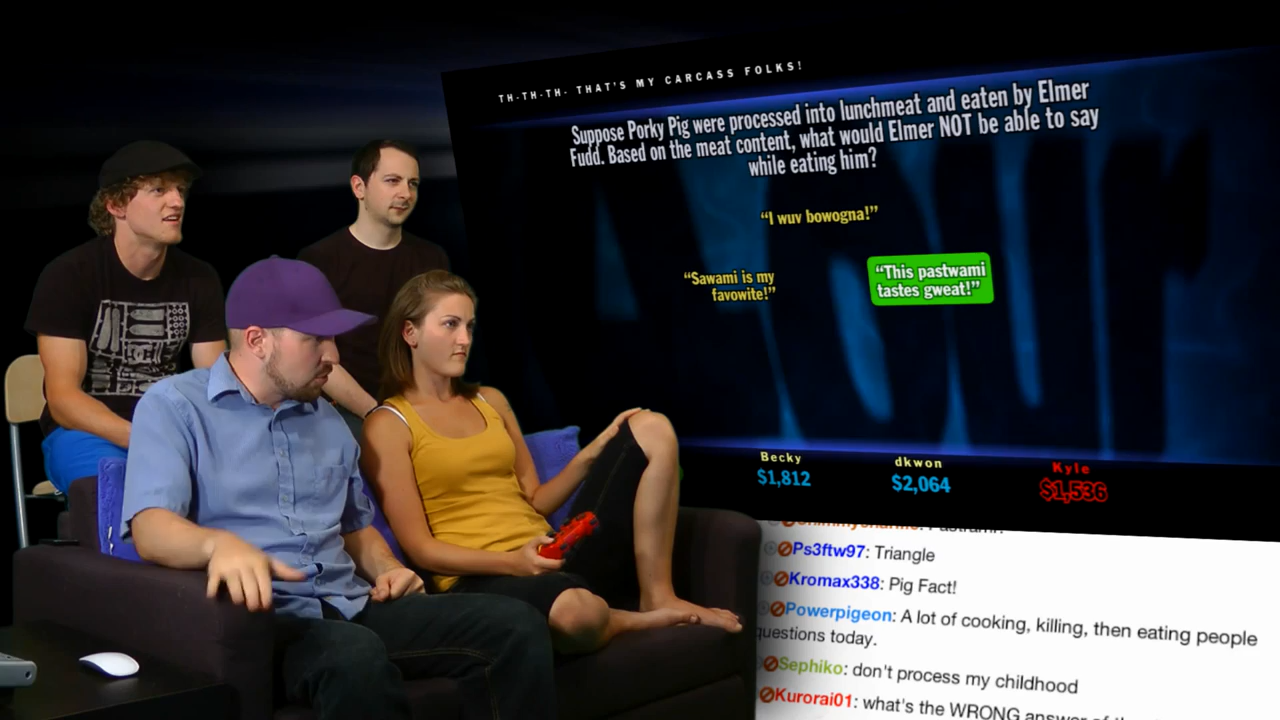 TH-TH-TH- THAT'S MY CARCASS FOLKS!
Suppose Porky Pig were processed into lunchmeat and eaten by Elmer
Fudd. Based on the meat content, what would Elmer NOT be able to say
while eating him?
“I wuv bowogna!”
“Sawami is my
favowite!”
“This pastwami
tastes gweat!”
Becky
$1,812
dkwon
$2,064
Kyle
$1,536
Ps3ftw97: Triangle
Kromax338: Pig Fact!
Powerpigeon: A lot of cooking, killing, then eating people
questions today.
Sephiko: don't process my childhood
Kurorai01: what's the WRONG answer of